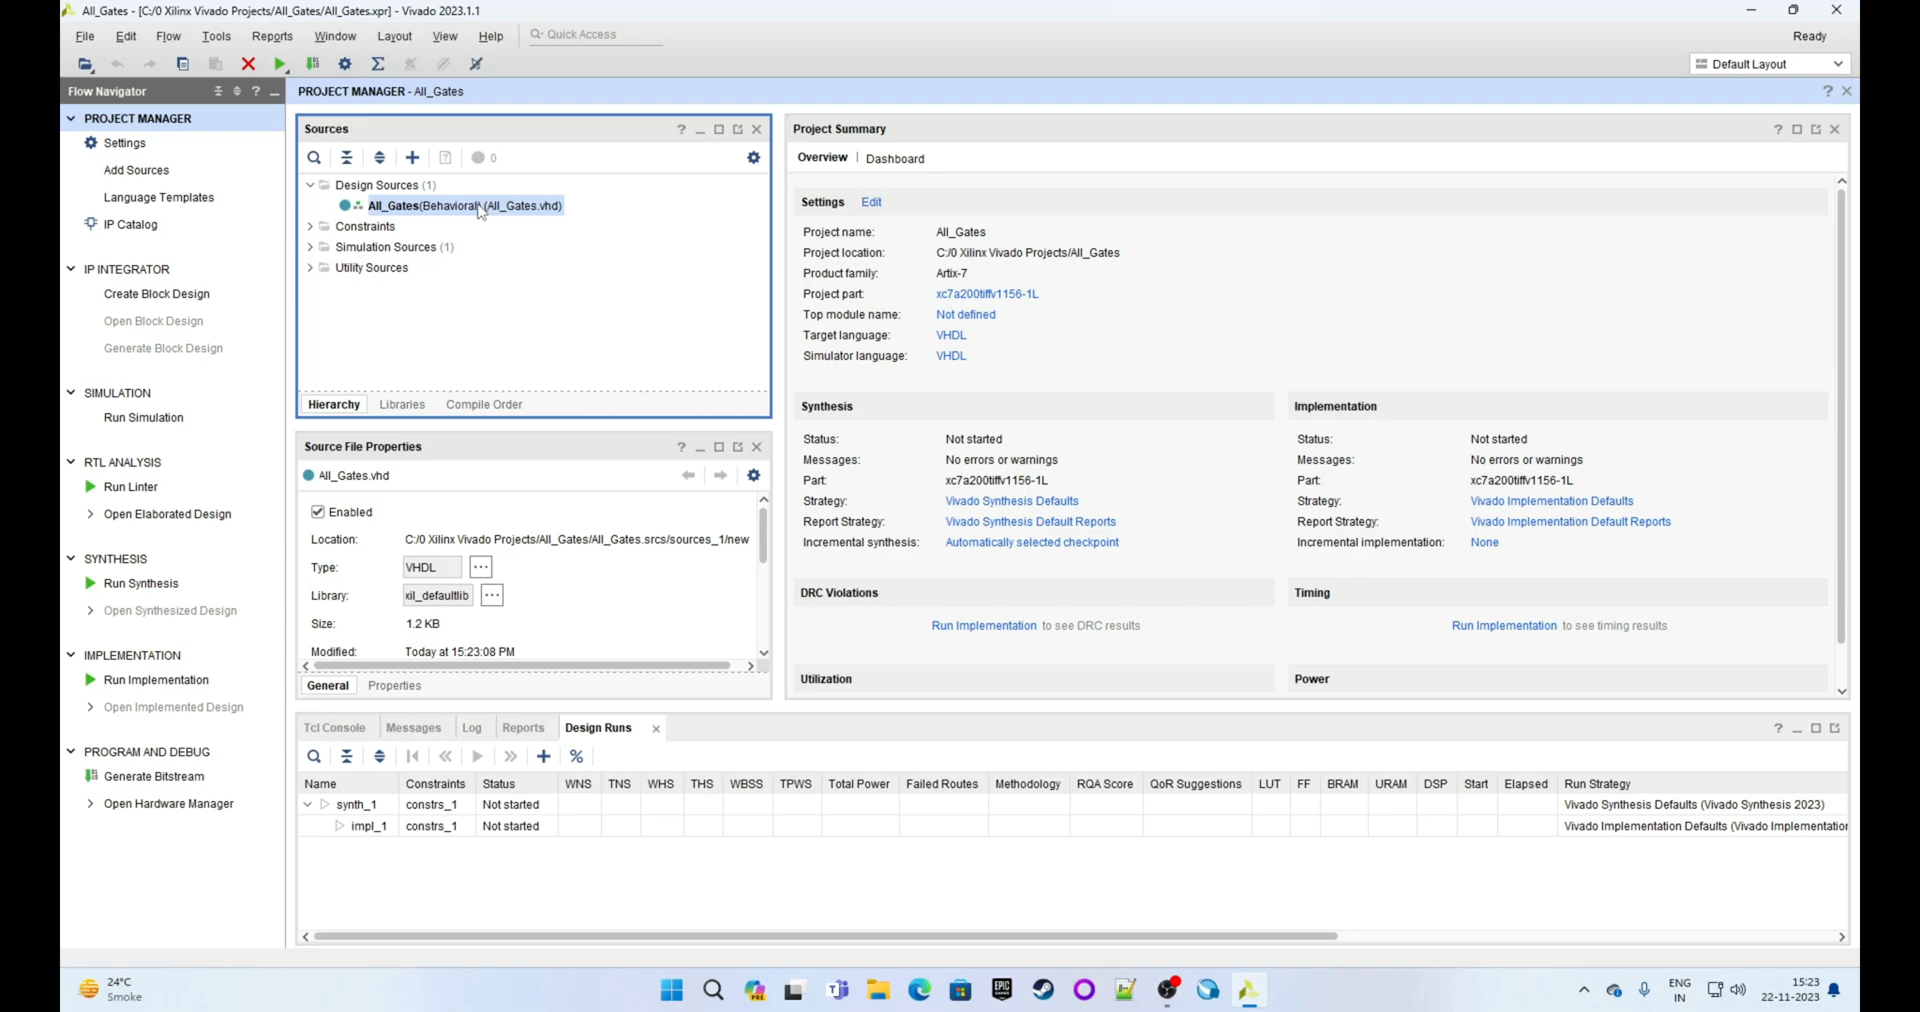 All_Gates - [C:/0 Xilinx Vivado Projects/All_Gates/All_Gates.xpr] - Vivado 2023.1.1
File Edit Flow Tools Reports Window Layout View Help Quick Access Ready
Default Layout
Flow Navigator
PROJECT MANAGER - All_Gates
PROJECT MANAGER
Settings
Add Sources
Language Templates
IP Catalog
IP INTEGRATOR
Create Block Design
Open Block Design
Generate Block Design
SIMULATION
Run Simulation
RTL ANALYSIS
Run Linter
Open Elaborated Design
SYNTHESIS
Run Synthesis
Open Synthesized Design
IMPLEMENTATION
Run Implementation
Open Implemented Design
PROGRAM AND DEBUG
Generate Bitstream
Open Hardware Manager
Sources
0
Design Sources (1)
All_Gates(Behavioral) (All_Gates.vhd)
Constraints
Simulation Sources (1)
Utility Sources
Hierarchy Libraries Compile Order
Source File Properties
All_Gates.vhd
Enabled
Location: C:/0 Xilinx Vivado Projects/All_Gates/All_Gates.srcs/sources_1/new
Type: VHDL ...
Library: xil_defaultlib ...
Size: 1.2 KB
Modified: Today at 15:23:08 PM
General Properties
Project Summary
Overview | Dashboard
Settings Edit
Project name: All_Gates
Project location: C:/0 Xilinx Vivado Projects/All_Gates
Product family: Artix-7
Project part: xc7a200tiffv1156-1L
Top module name: Not defined
Target language: VHDL
Simulator language: VHDL
Synthesis
Status: Not started
Messages: No errors or warnings
Part: xc7a200tiffv1156-1L
Strategy: Vivado Synthesis Defaults
Report Strategy: Vivado Synthesis Default Reports
Incremental synthesis: Automatically selected checkpoint
Implementation
Status: Not started
Messages: No errors or warnings
Part: xc7a200tiffv1156-1L
Strategy: Vivado Implementation Defaults
Report Strategy: Vivado Implementation Default Reports
Incremental implementation: None
DRC Violations
Run Implementation to see DRC results
Timing
Run Implementation to see timing results
Utilization
Power
Tcl Console Messages Log Reports Design Runs
Name Constraints Status WNS TNS WHS THS WBSS TPWS Total Power Failed Routes Methodology RQA Score QoR Suggestions LUT FF BRAM URAM DSP Start Elapsed Run Strategy
synth_1 constrs_1 Not started Vivado Synthesis Defaults (Vivado Synthesis 2023)
impl_1 constrs_1 Not started Vivado Implementation Defaults (Vivado Implementation
24°C
Smoke
PRE
EPIC
ENG
IN
15:23
22-11-2023